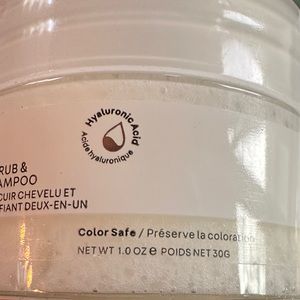 Hyaluronic Acid
Acide hyaluronique
RUB &
AMPOO
CUIR CHEVELU ET
FIANT DEUX-EN-UN
Color Safe / Préserve la coloration
NET WT 1.0 OZ e POIDS NET 30G